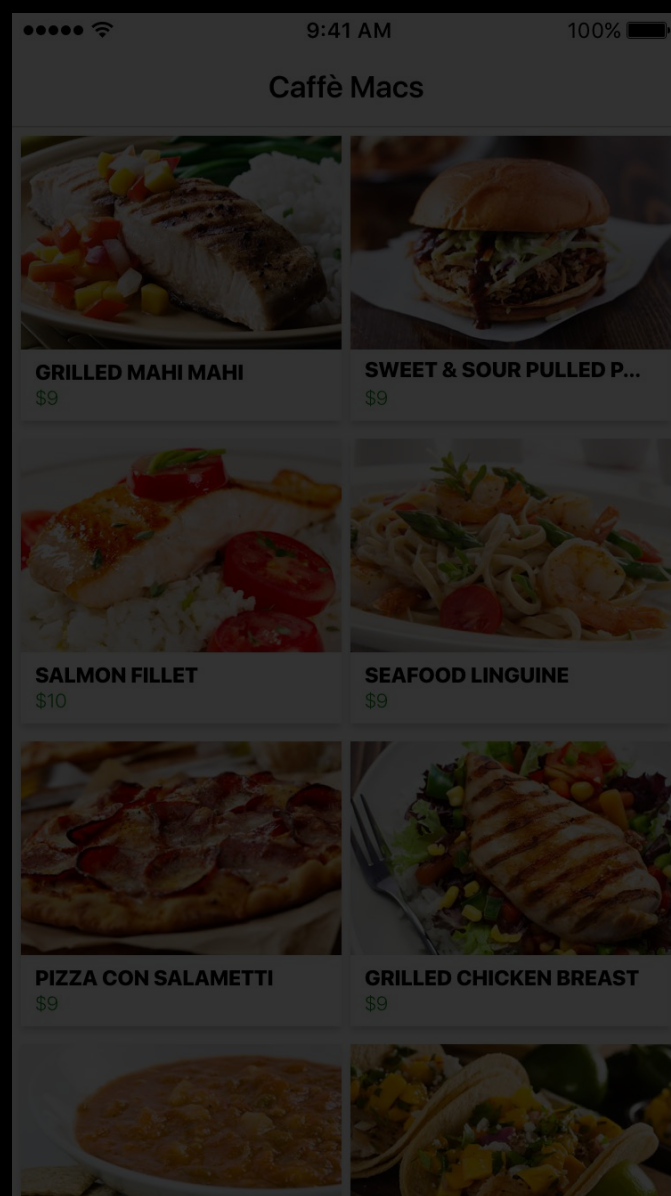 9:41 AM
100%
Caffè Macs
GRILLED MAHI MAHI
$9
SWEET & SOUR PULLED P...
$9
SALMON FILLET
$10
SEAFOOD LINGUINE
$9
PIZZA CON SALAMETTI
$9
GRILLED CHICKEN BREAST
$9